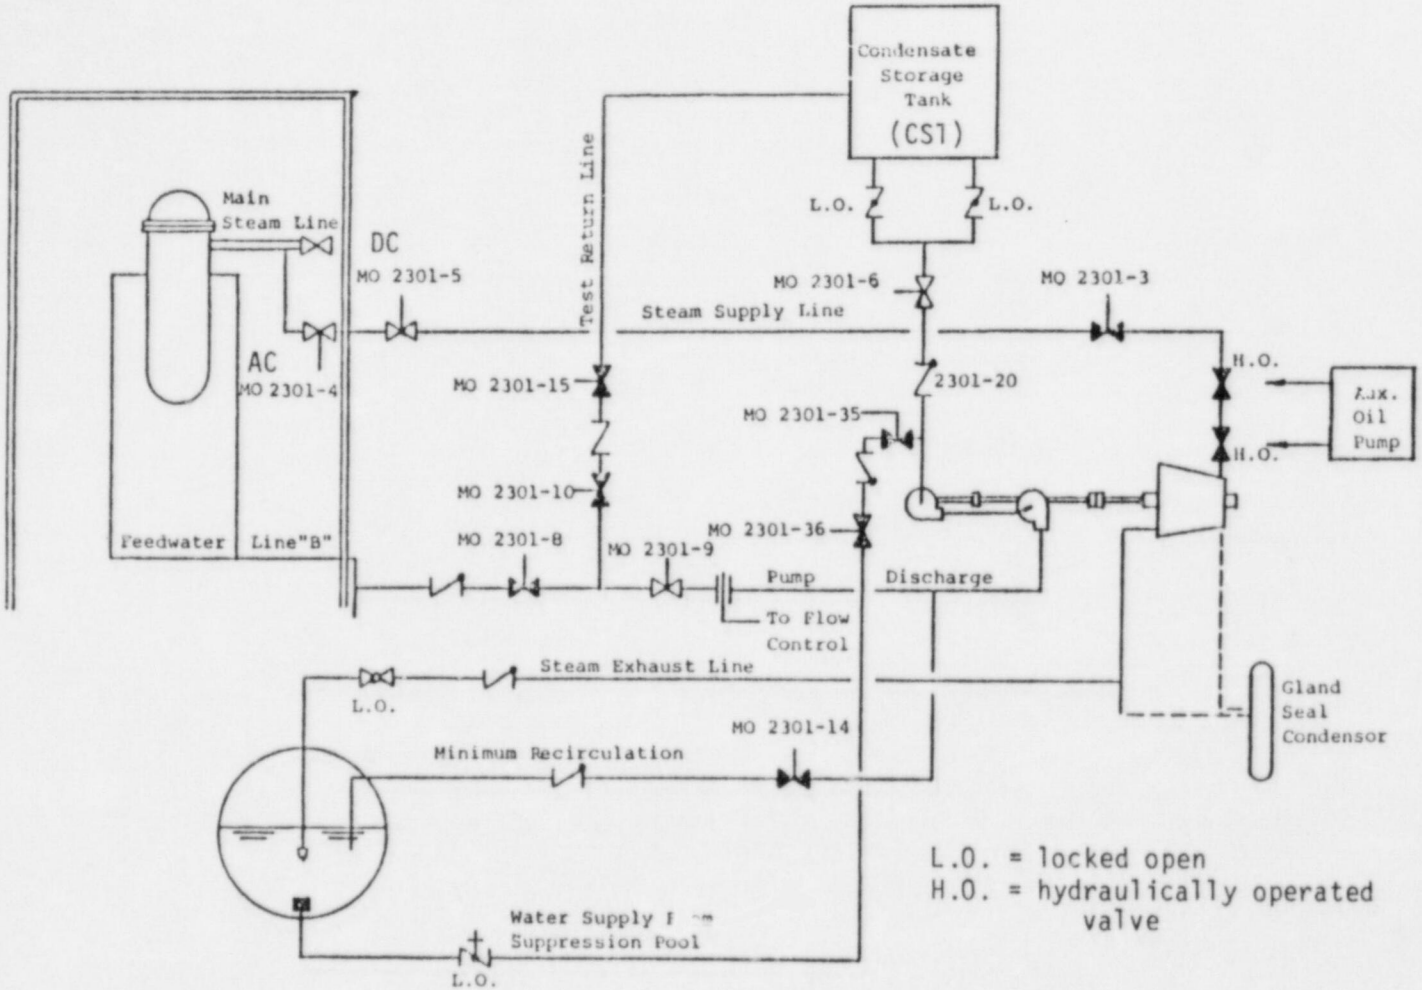 Condensate
Storage
Tank
(CST)
L.O.
L.O.
Main
Steam Line
DC
MO 2301-5
Test Return Line
MO 2301-6
MO 2301-3
Steam Supply Line
AC
MO 2301-4
MO 2301-15
2301-20
H.O.
H.O.
Aux.
Oil
Pump
MO 2301-35
MO 2301-10
MO 2301-36
Feedwater Line"B"
MO 2301-8
MO 2301-9
Pump Discharge
To Flow
Control
Steam Exhaust Line
L.O.
Gland
Seal
Condensor
MO 2301-14
Minimum Recirculation
L.O. = locked open
H.O. = hydraulically operated
valve
Water Supply
Suppression Pool
L.O.